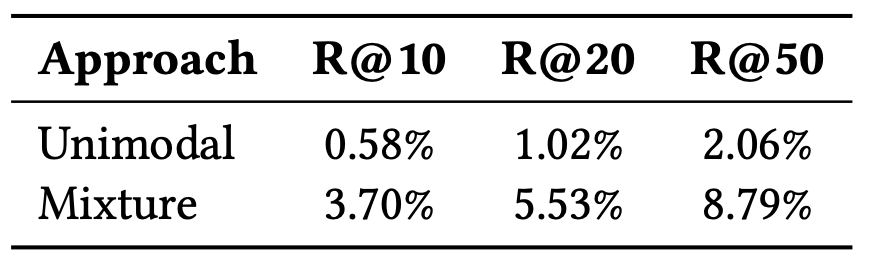 Approach R@10 R@20 R@50
Unimodal 0.58% 1.02% 2.06%
Mixture 3.70% 5.53% 8.79%